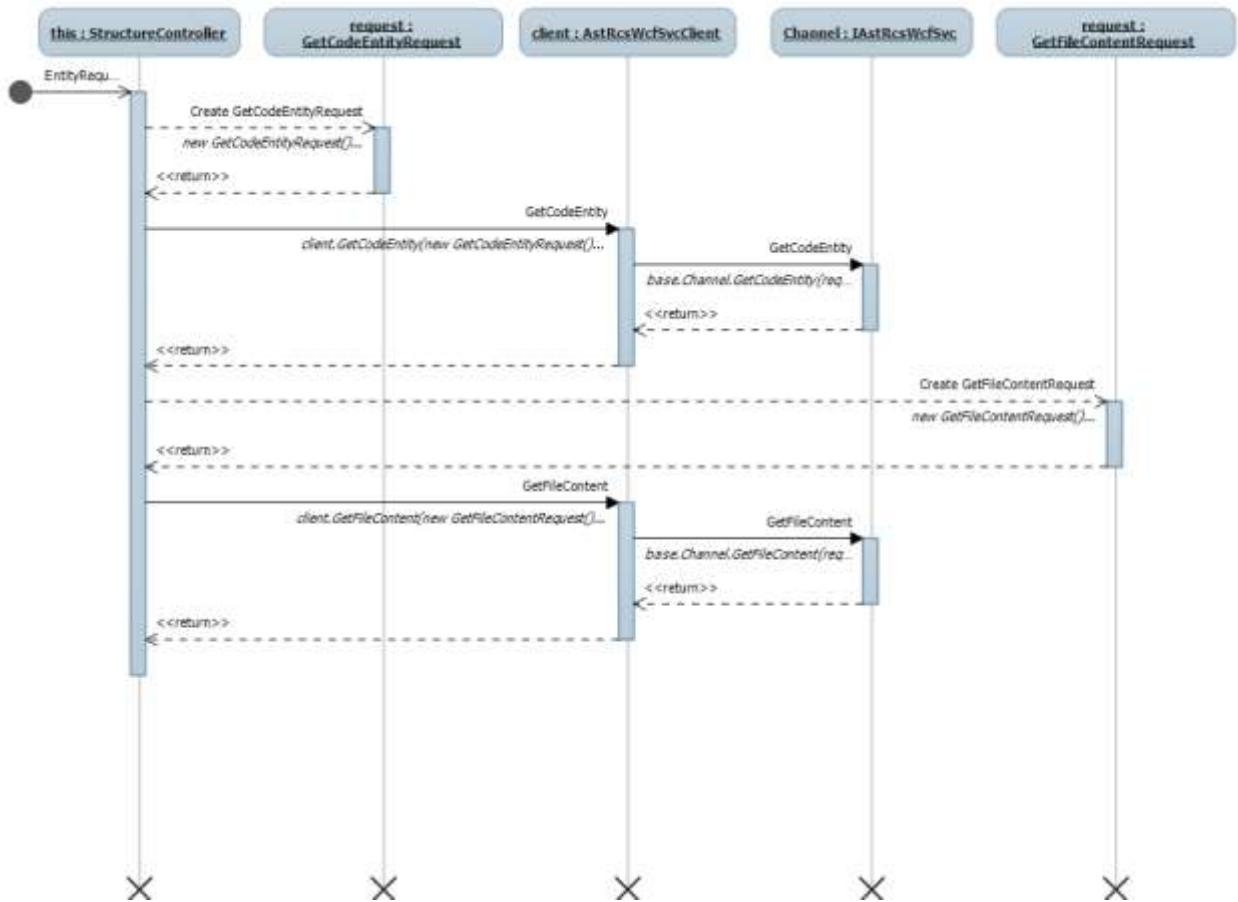 this : StructureController
request :
GetCodeEntityRequest
client : AstRcsWcfSvcClient
Channel : IAstRcsWcfSvc
request :
GetFileContentRequest
EntityRequ...
Create GetCodeEntityRequest
new GetCodeEntityRequest()...
<<return>>
GetCodeEntity
client.GetCodeEntity(new GetCodeEntityRequest()...
GetCodeEntity
base.Channel.GetCodeEntity(req...
<<return>>
<<return>>
Create GetFileContentRequest
new GetFileContentRequest()...
<<return>>
GetFileContent
client.GetFileContent(new GetFileContentRequest()...
GetFileContent
base.Channel.GetFileContent(req...
<<return>>
<<return>>